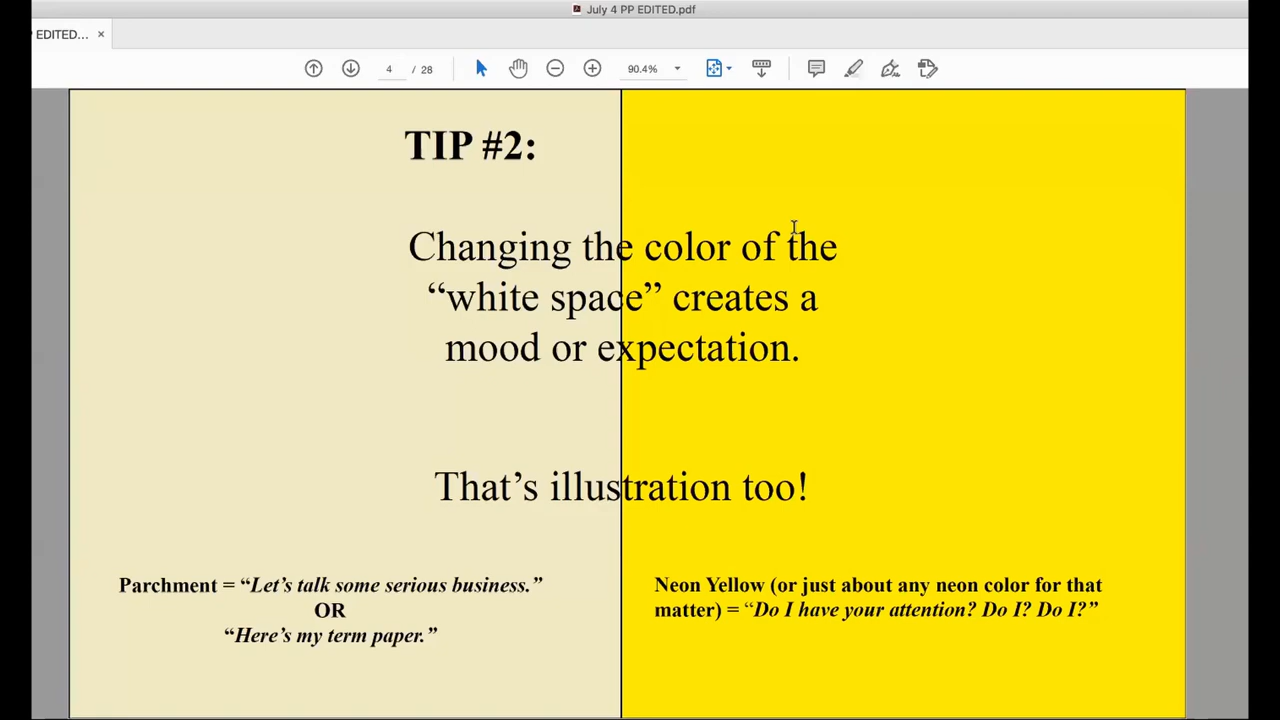 July 4 PP EDITED.pdf
EDITED... ×
4 / 28
90.4%
TIP #2:
Changing the color of the
“white space” creates a
mood or expectation.
That’s illustration too!
Parchment = “Let’s talk some serious business.”
OR
“Here’s my term paper.”
Neon Yellow (or just about any neon color for that
matter) = “Do I have your attention? Do I? Do I?”